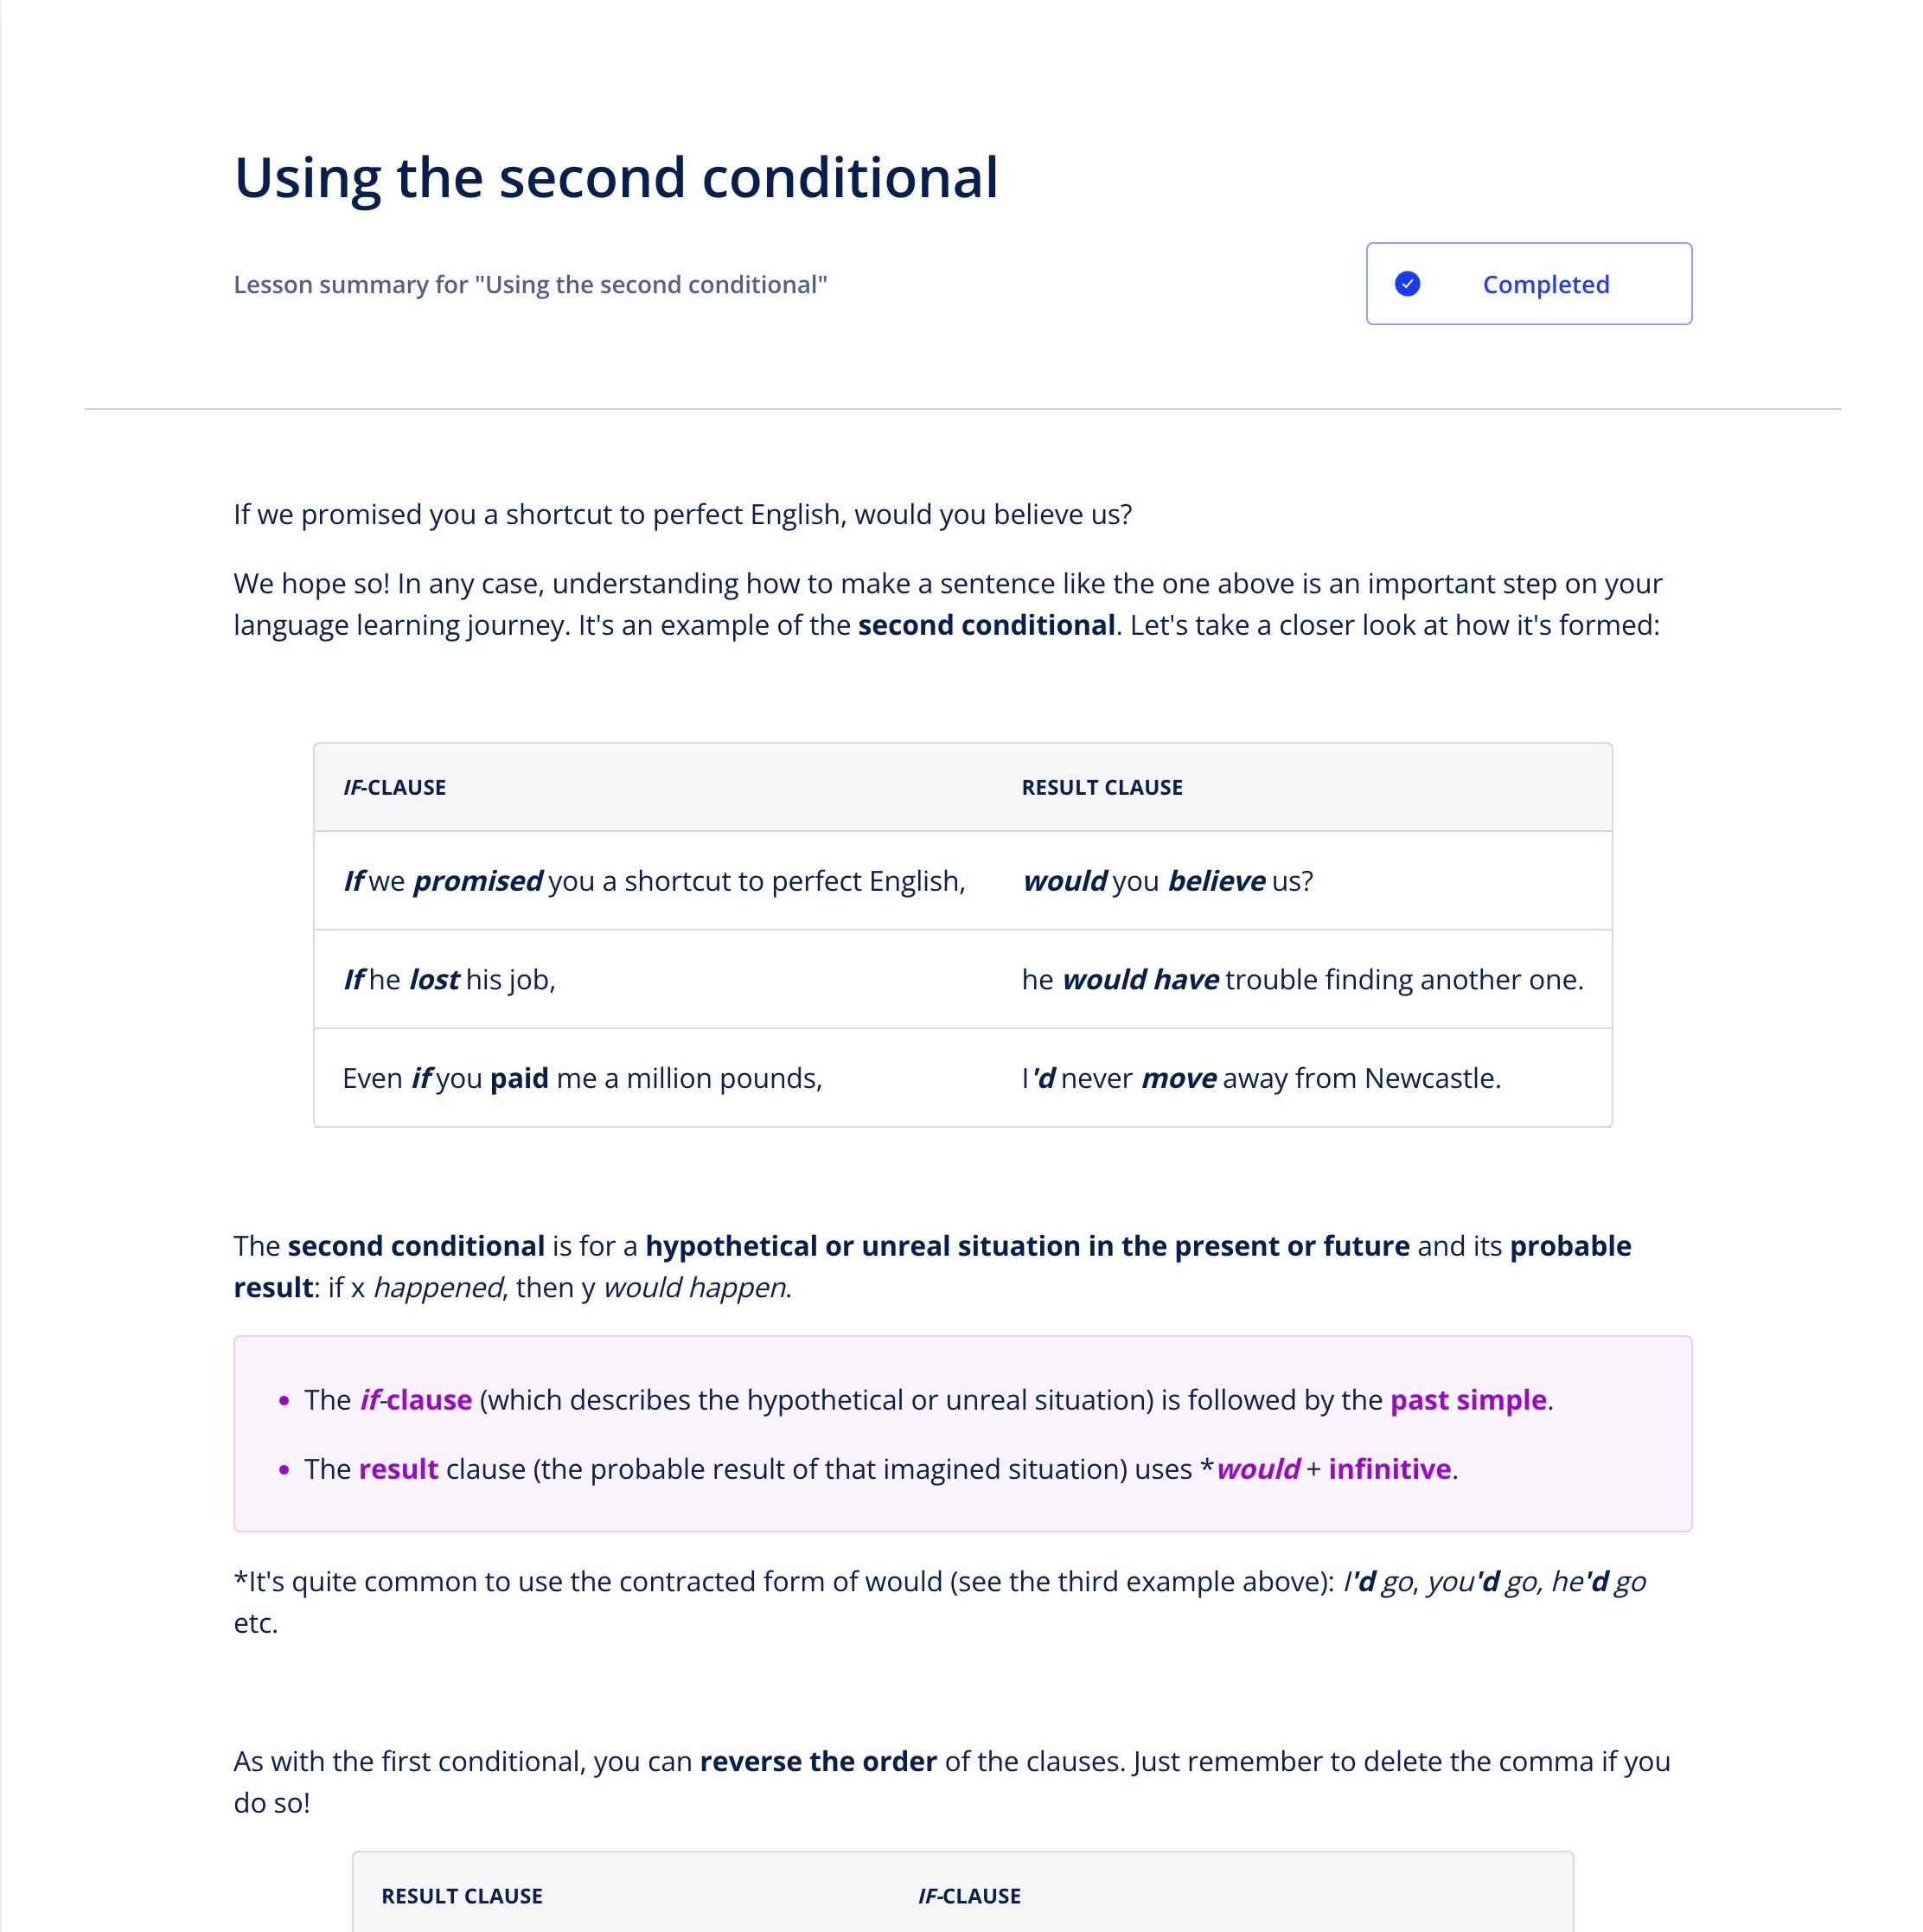 Using the second conditional
Lesson summary for "Using the second conditional"
Completed
If we promised you a shortcut to perfect English, would you believe us?
We hope so! In any case, understanding how to make a sentence like the one above is an important step on your
language learning journey. It's an example of the second conditional. Let's take a closer look at how it's formed:
IF-CLAUSE RESULT CLAUSE
If we promised you a shortcut to perfect English, would you believe us?
If he lost his job, he would have trouble finding another one.
Even if you paid me a million pounds, I'd never move away from Newcastle.
The second conditional is for a hypothetical or unreal situation in the present or future and its probable
result: if x happened, then y would happen.
• The if-clause (which describes the hypothetical or unreal situation) is followed by the past simple.
• The result clause (the probable result of that imagined situation) uses *would + infinitive.
*It's quite common to use the contracted form of would (see the third example above): I'd go, you'd go, he'd go
etc.
As with the first conditional, you can reverse the order of the clauses. Just remember to delete the comma if you
do so!
RESULT CLAUSE IF-CLAUSE